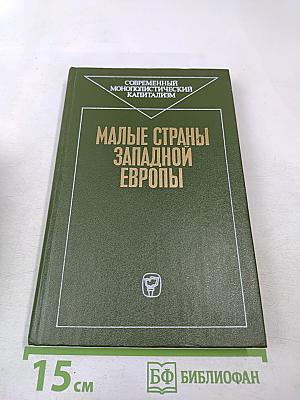 СОВРЕМЕННЫЙ
МОНОПОЛИСТИЧЕСКИЙ
КАПИТАЛИЗМ
МАЛЫЕ СТРАНЫ
ЗАПАДНОЙ
ЕВРОПЫ
15 см
БФ БИБЛИОФАН